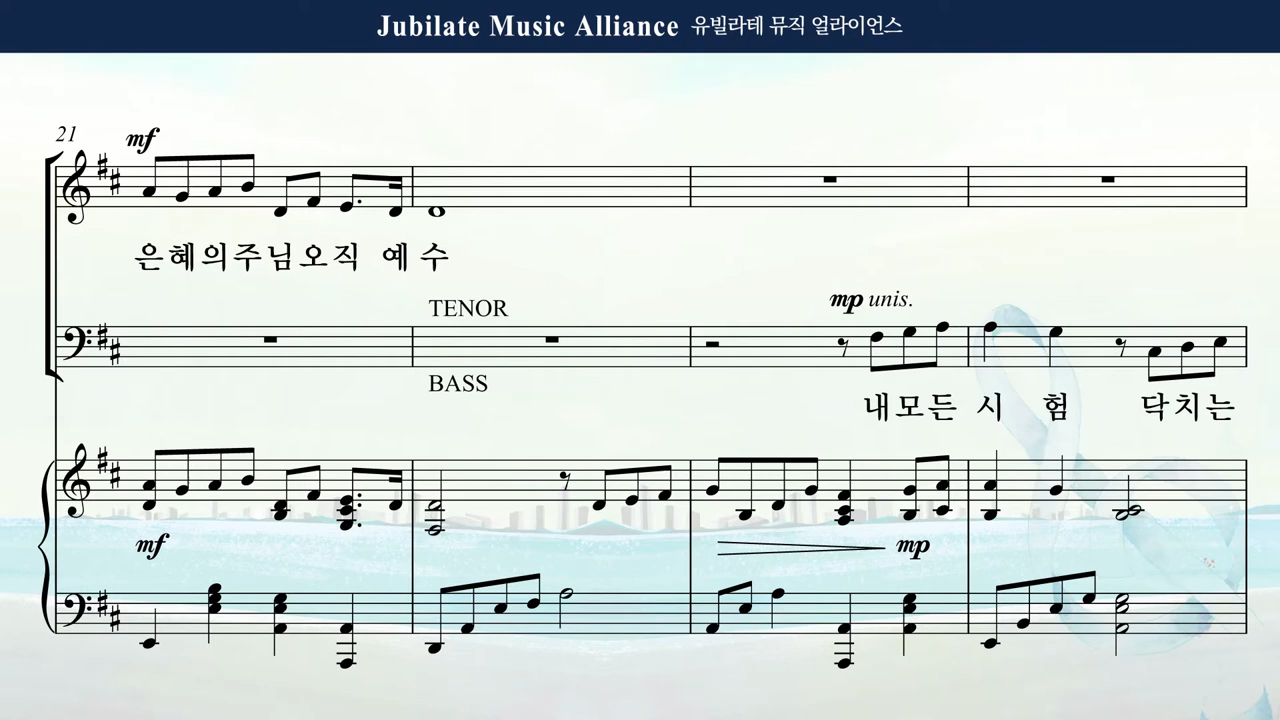 Jubilate Music Alliance 유빌라테 뮤직 얼라이언스
21
mf
은혜의주님오직 예수
TENOR
mp unis.
BASS
내모든 시 험 닥치는
mf
mp